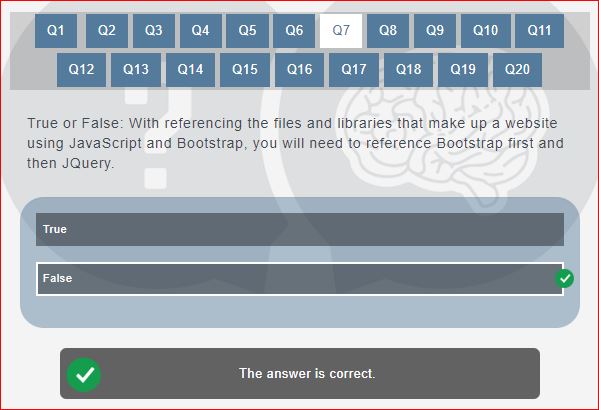 Q1 Q2 Q3 Q4 Q5 Q6 Q7 Q8 Q9 Q10 Q11
Q12 Q13 Q14 Q15 Q16 Q17 Q18 Q19 Q20
True or False: With referencing the files and libraries that make up a website
using JavaScript and Bootstrap, you will need to reference Bootstrap first and
then JQuery.
True
False
The answer is correct.